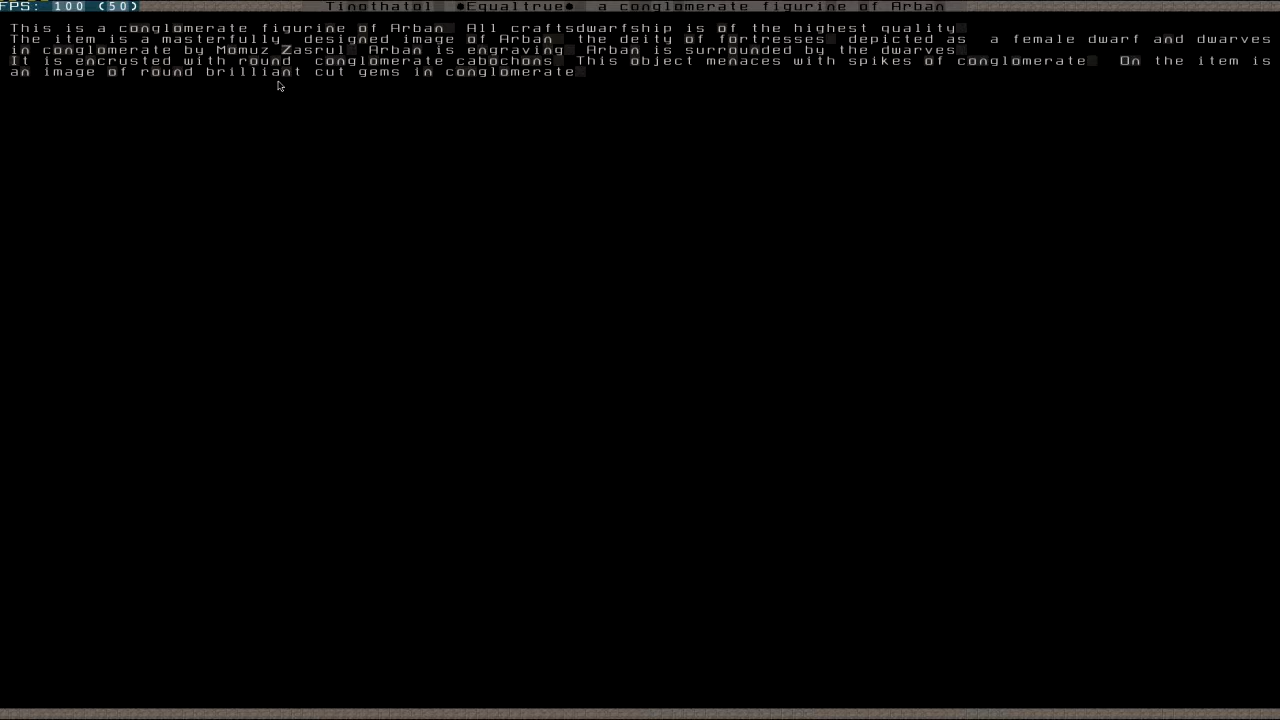 FPS: 100 (50) Tinothatol ●Equaltrue● a conglomerate figurine of Arban
This is a conglomerate figurine of Arban All craftsdwarfship is of the highest quality
The item is a masterfully designed image of Arban the deity of fortresses depicted as a female dwarf and dwarves
in conglomerate by Momuz Zasrul Arban is engraving Arban is surrounded by the dwarves
It is encrusted with round conglomerate cabochons This object menaces with spikes of conglomerate On the item is
an image of round brilliant cut gems in conglomerate